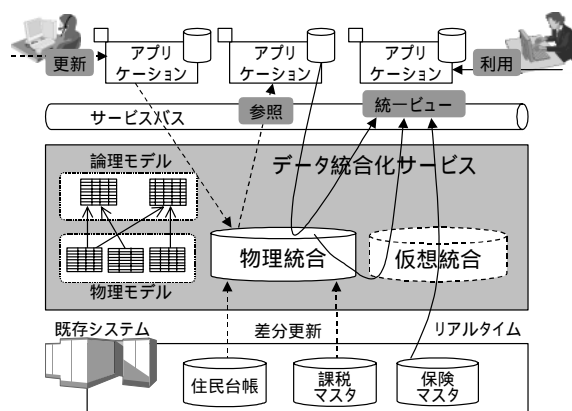 更新
アプリ
ケーション
アプリ
ケーション
アプリ
ケーション
利用
サービスバス
参照
統一ビュー
データ統合化サービス
論理モデル
物理モデル
物理統合
仮想統合
既存システム
差分更新
リアルタイム
住民台帳
課税
マスタ
保険
マスタ